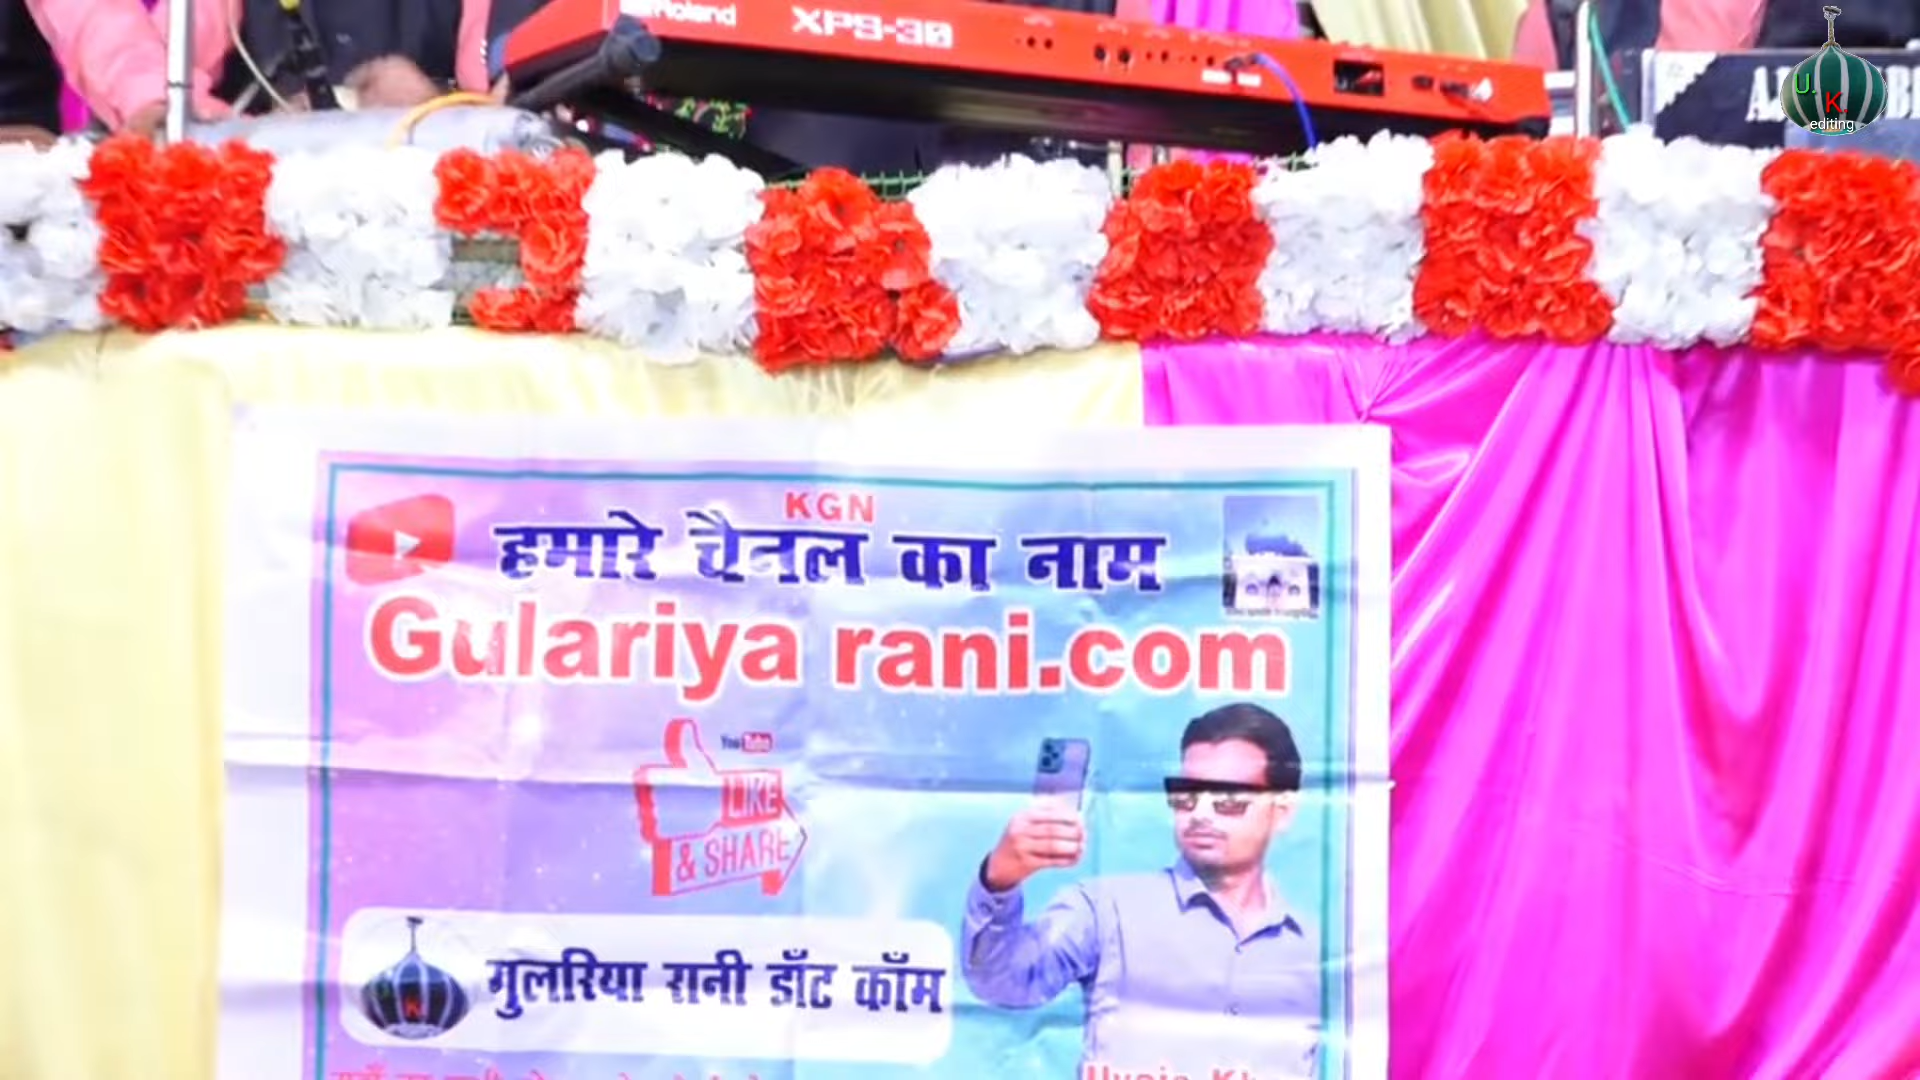 Roland XPS-30
U.
K.
editing
KGN
हमारे चैनल का नाम
Gulariya rani.com
YouTube
LIKE
& SHARE
K.
गुलरिया रानी डॉट कॉम